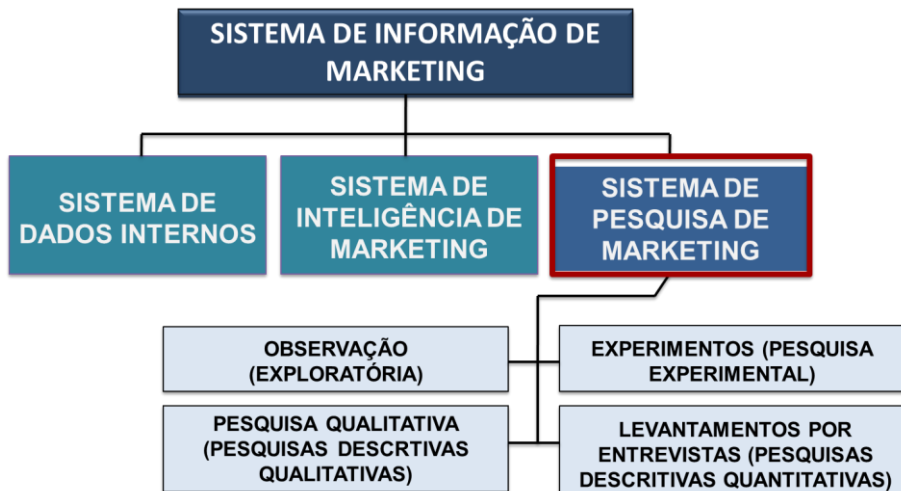 SISTEMA DE INFORMAÇÃO DE
MARKETING
SISTEMA DE
DADOS INTERNOS
SISTEMA DE
INTELIGÊNCIA DE
MARKETING
SISTEMA DE
PESQUISA DE
MARKETING
OBSERVAÇÃO
(EXPLORATÓRIA)
EXPERIMENTOS (PESQUISA
EXPERIMENTAL)
PESQUISA QUALITATIVA
(PESQUISAS DESCRTIVAS
QUALITATIVAS)
LEVANTAMENTOS POR
ENTREVISTAS (PESQUISAS
DESCRITIVAS QUANTITATIVAS)